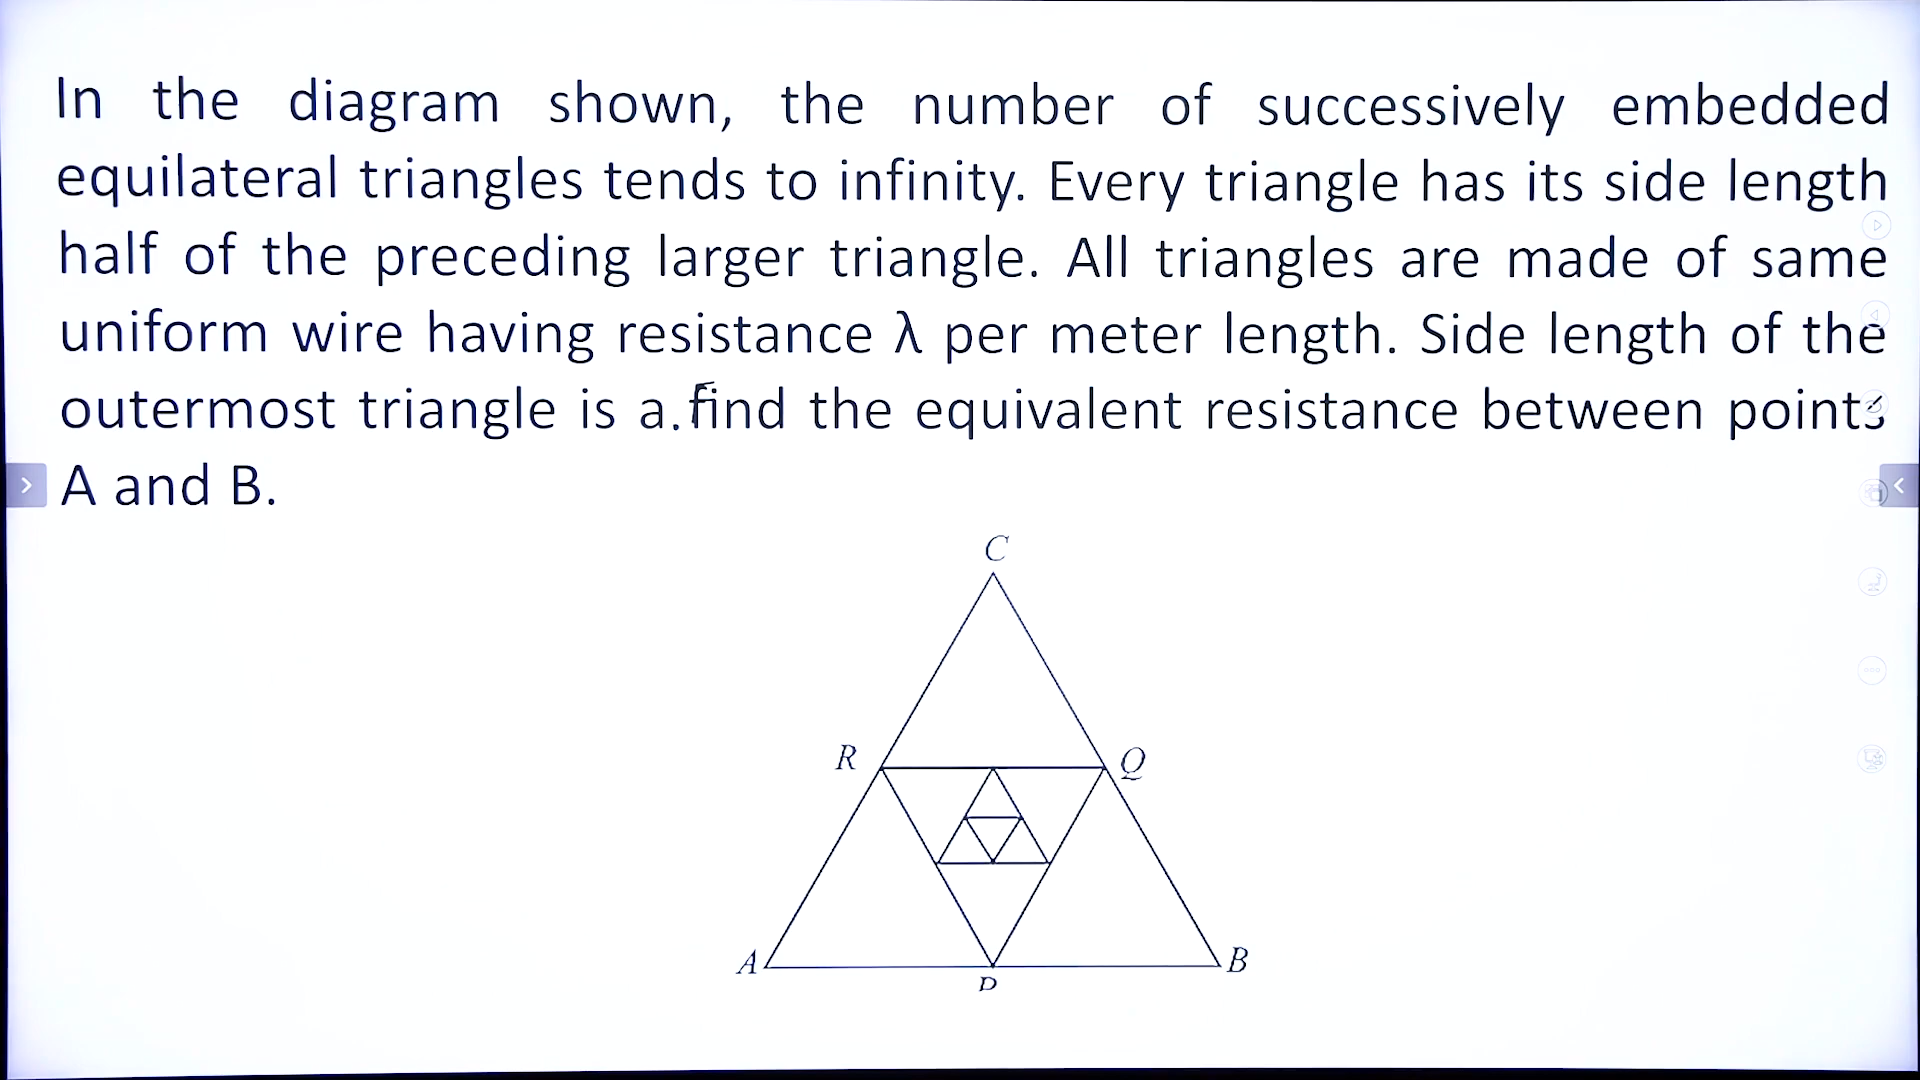 In the diagram shown, the number of successively embedded
equilateral triangles tends to infinity. Every triangle has its side length
half of the preceding larger triangle. All triangles are made of same
uniform wire having resistance λ per meter length. Side length of the
outermost triangle is a.find the equivalent resistance between points
A and B.
C
R Q
A B
P